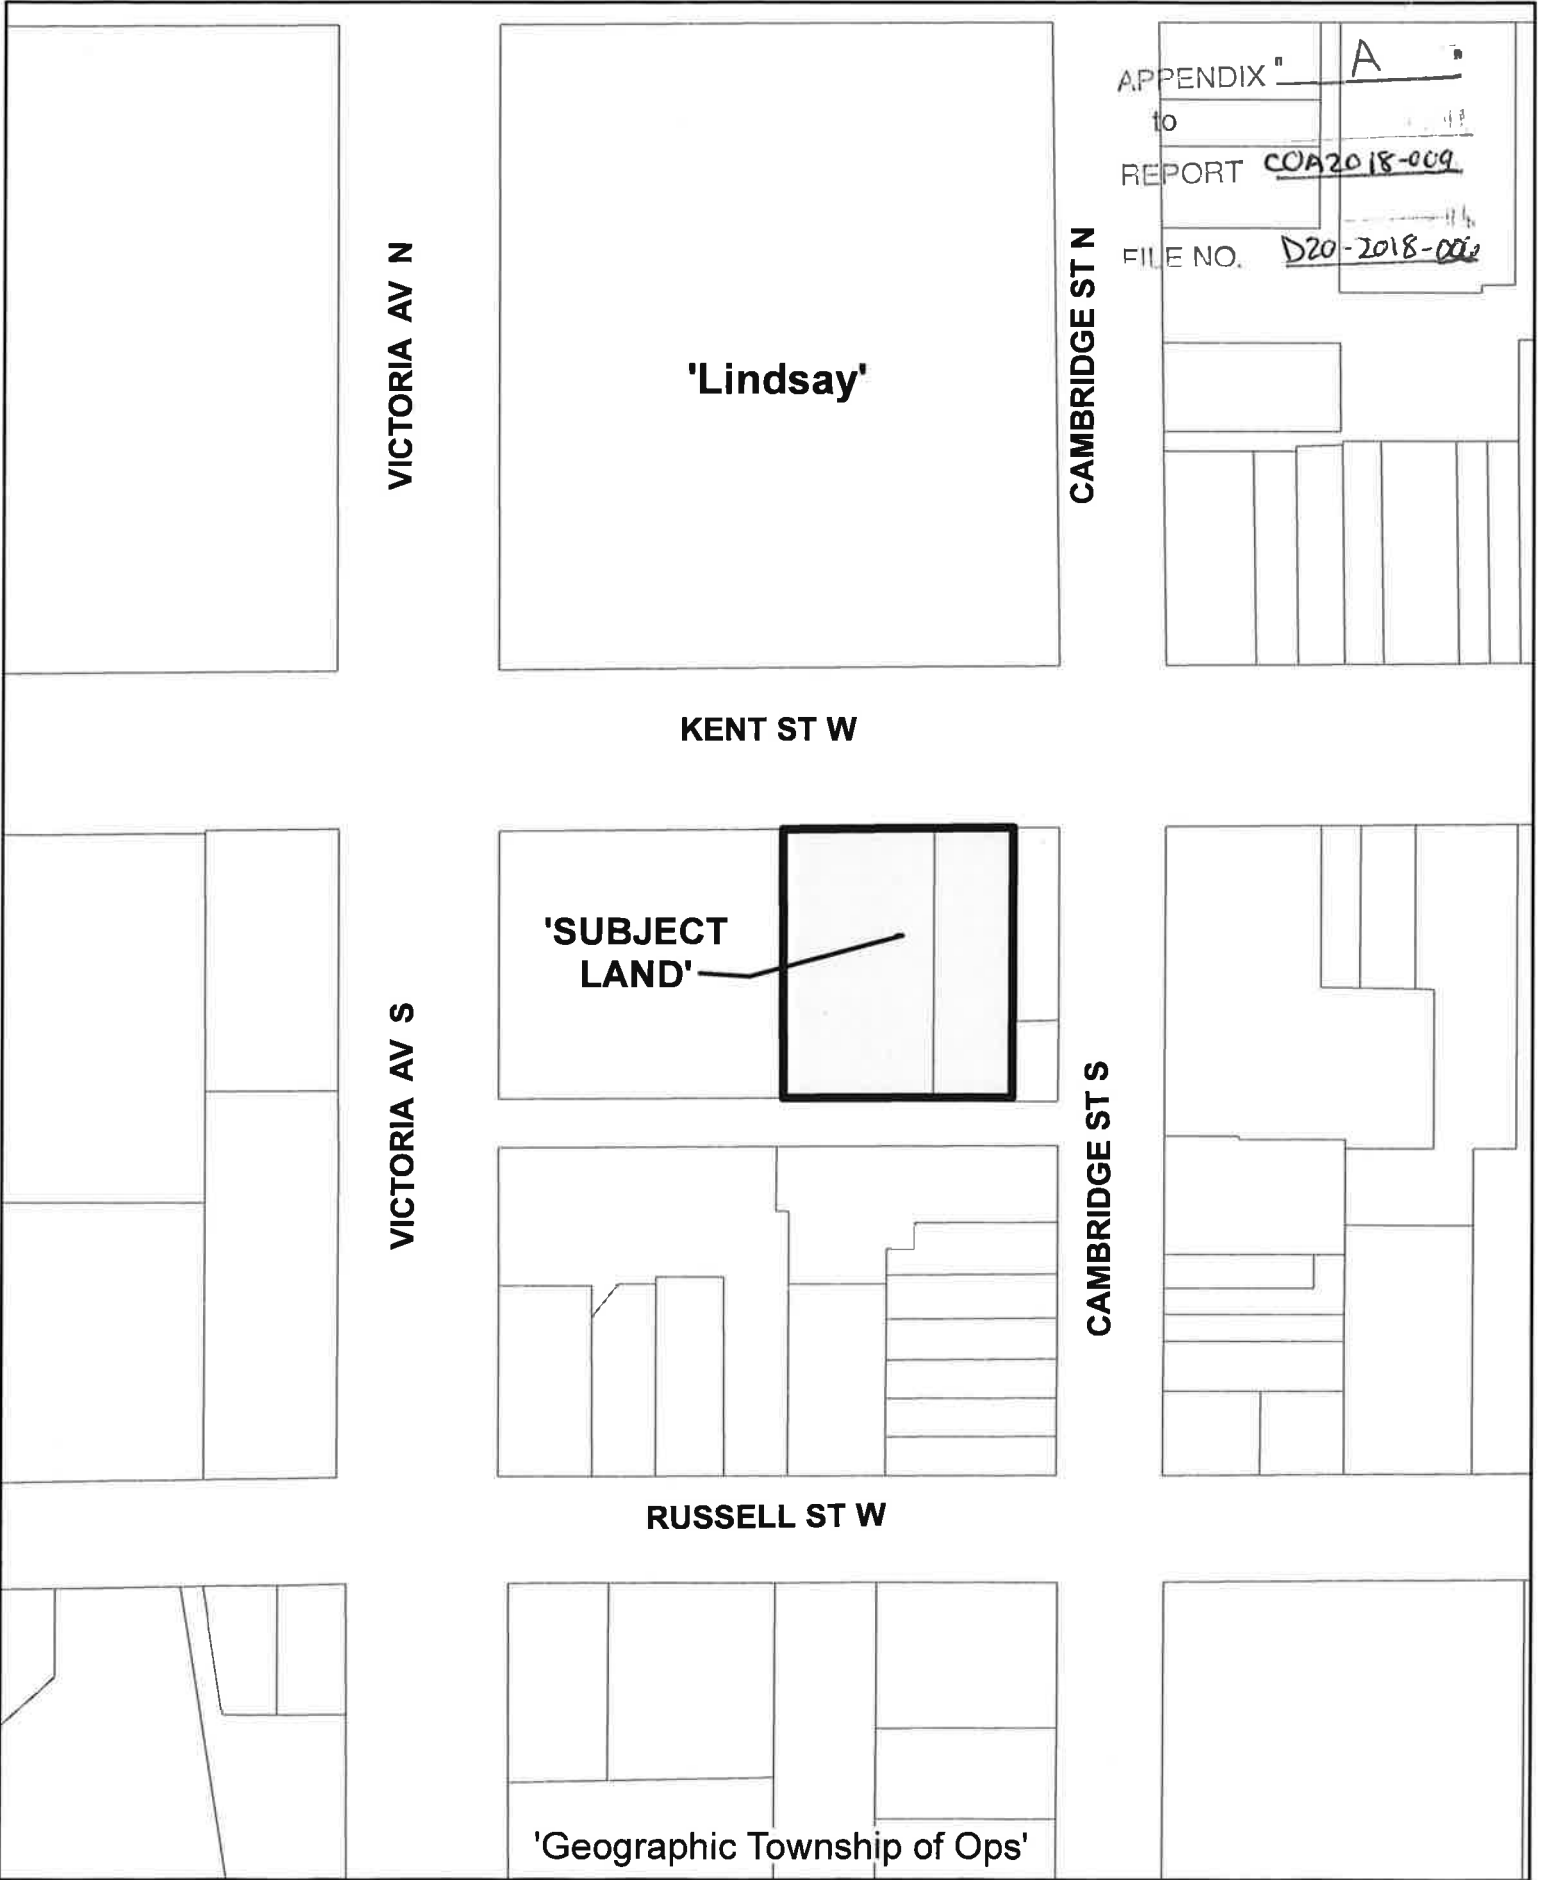 APPENDIX " A "
to
REPORT COA2018-009
FILE NO. D20-2018-
VICTORIA AV N
CAMBRIDGE ST N
'Lindsay'
KENT ST W
'SUBJECT
LAND'
VICTORIA AV S
CAMBRIDGE ST S
RUSSELL ST W
'Geographic Township of Ops'